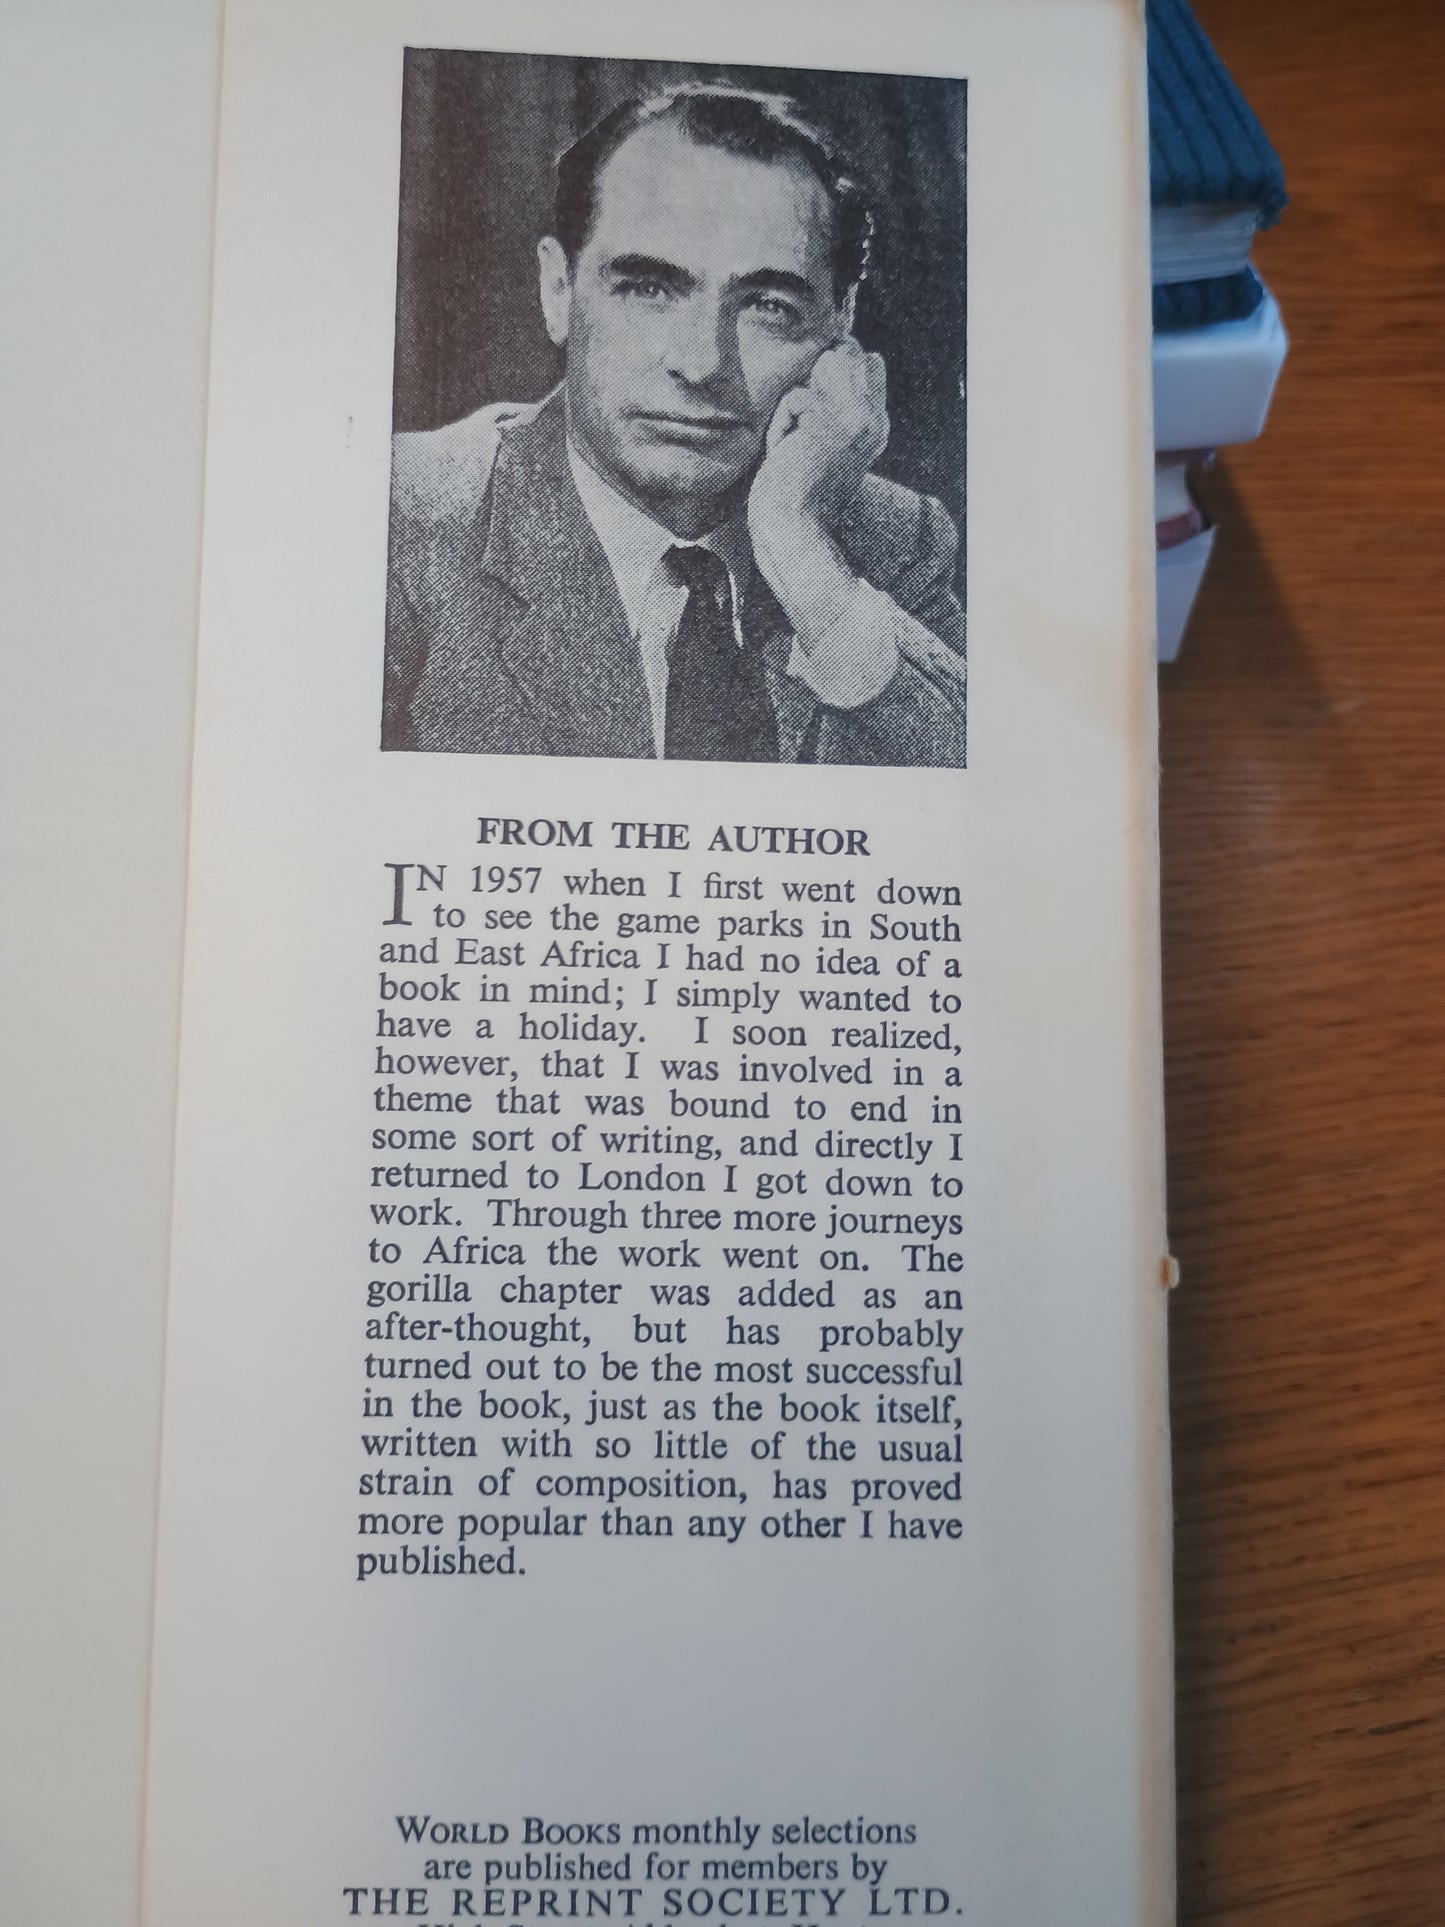 FROM THE AUTHOR
IN 1957 when I first went down
to see the game parks in South
and East Africa I had no idea of a
book in mind; I simply wanted to
have a holiday. I soon realized,
however, that I was involved in a
theme that was bound to end in
some sort of writing, and directly I
returned to London I got down to
work. Through three more journeys
to Africa the work went on. The
gorilla chapter was added as an
after-thought, but has probably
turned out to be the most successful
in the book, just as the book itself,
written with so little of the usual
strain of composition, has proved
more popular than any other I have
published.
WORLD BOOKS monthly selections
are published for members by
THE REPRINT SOCIETY LTD.